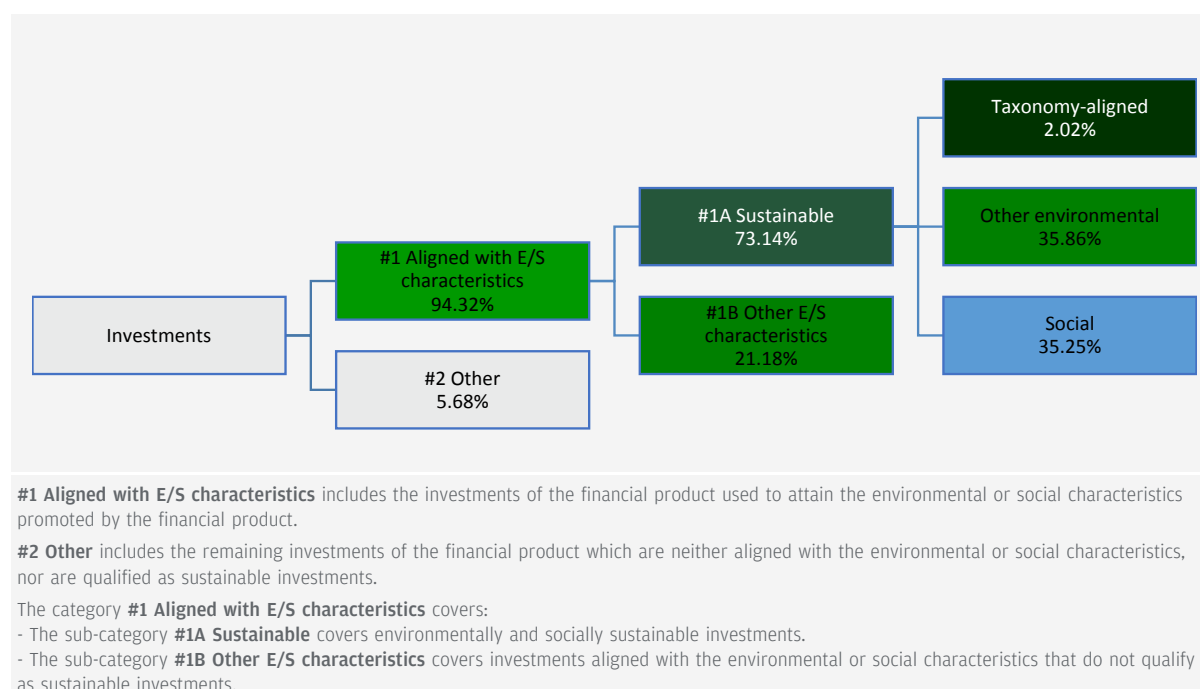 Taxonomy-aligned
2.02%
#1A Sustainable
73.14%
Other environmental
35.86%
#1 Aligned with E/S
characteristics
94.32%
Investments
#1B Other E/S
characteristics
21.18%
Social
35.25%
#2 Other
5.68%
#1 Aligned with E/S characteristics includes the investments of the financial product used to attain the environmental or social characteristics
promoted by the financial product.
#2 Other includes the remaining investments of the financial product which are neither aligned with the environmental or social characteristics,
nor are qualified as sustainable investments.
The category #1 Aligned with E/S characteristics covers:
- The sub-category #1A Sustainable covers environmentally and socially sustainable investments.
- The sub-category #1B Other E/S characteristics covers investments aligned with the environmental or social characteristics that do not qualify
as sustainable investments.